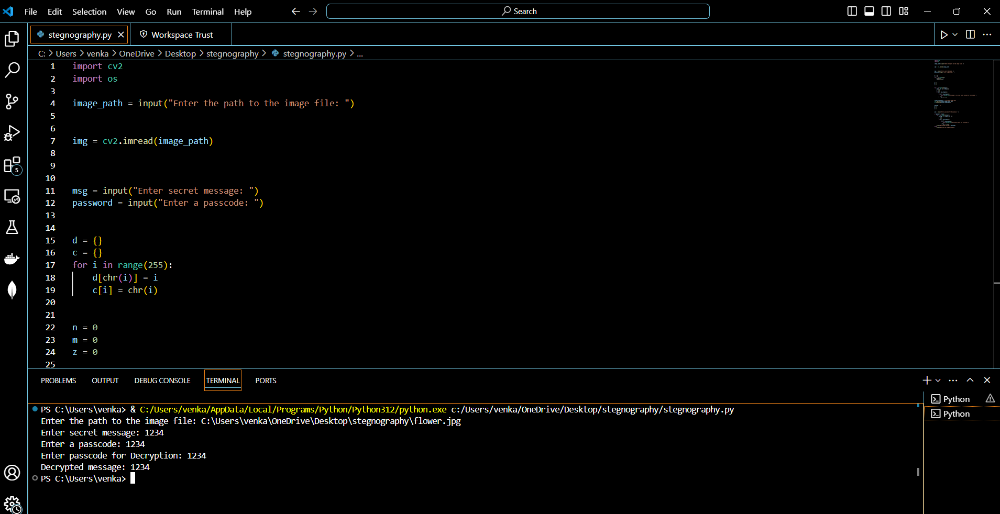 File Edit Selection View Go Run Terminal Help Search
stegnography.py Workspace Trust
C: > Users > venka > OneDrive > Desktop > stegnography > stegnography.py > ...
1 import cv2
2 import os
3
4 image_path = input("Enter the path to the image file: ")
5
6
7 img = cv2.imread(image_path)
8
9
10
11 msg = input("Enter secret message: ")
12 password = input("Enter a passcode: ")
13
14
15 d = {}
16 c = {}
17 for i in range(255):
18     d[chr(i)] = i
19     c[i] = chr(i)
20
21
22 n = 0
23 m = 0
24 z = 0
25
5
PROBLEMS OUTPUT DEBUG CONSOLE TERMINAL PORTS
PS C:\Users\venka> & C:/Users/venka/AppData/Local/Programs/Python/Python312/python.exe c:/Users/venka/OneDrive/Desktop/stegnography/stegnography.py
Enter the path to the image file: C:\Users\venka\OneDrive\Desktop\stegnography\flower.jpg
Enter secret message: 1234
Enter a passcode: 1234
Enter passcode for Decryption: 1234
Decrypted message: 1234
PS C:\Users\venka>
Python
Python